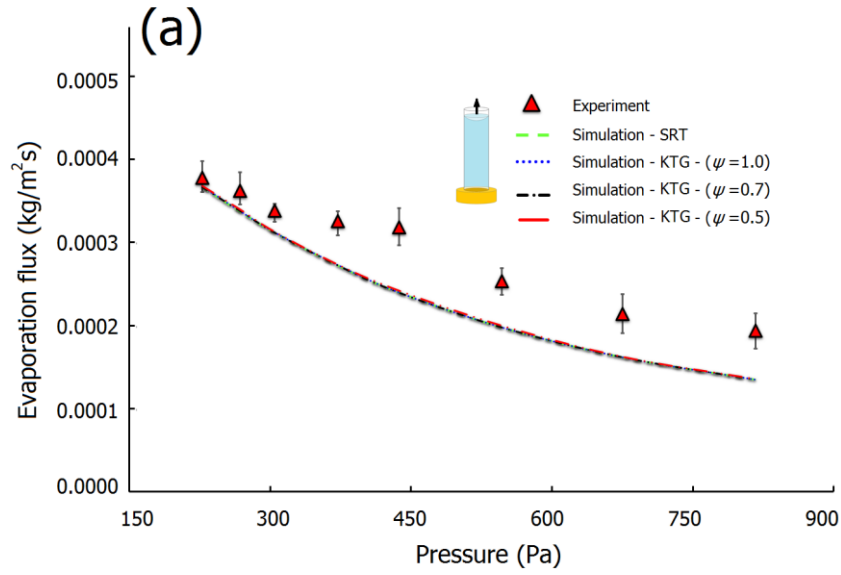 (a)
Evaporation flux (kg/m²s)
0.0005
0.0004
0.0003
0.0002
0.0001
0.0000
Experiment
Simulation - SRT
Simulation - KTG - (ψ=1.0)
Simulation - KTG - (ψ=0.7)
Simulation - KTG - (ψ=0.5)
150 300 450 600 750 900
Pressure (Pa)